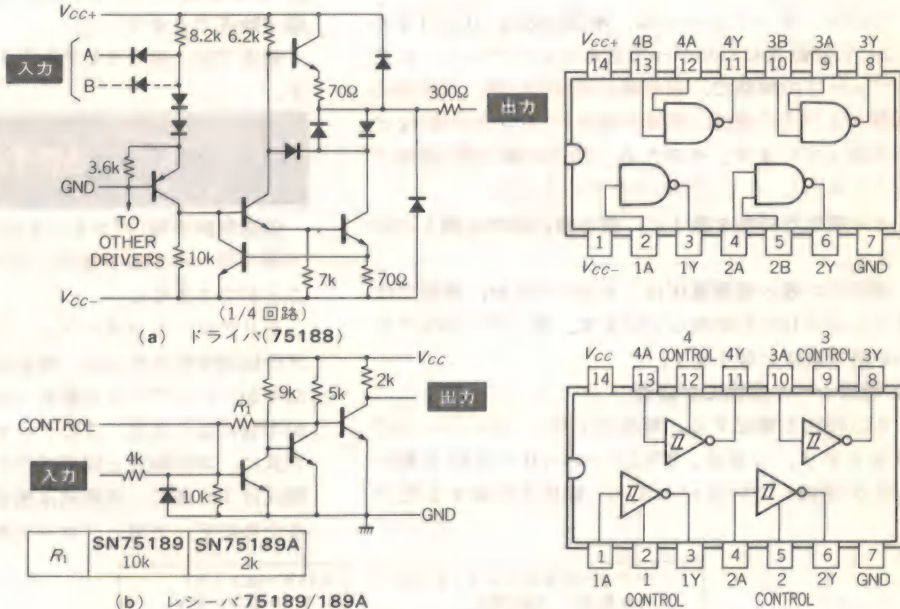 VCC+
8.2k 6.2k
入力
A
B
70Ω
300Ω
出力
3.6k
GND
TO
OTHER
DRIVERS
10k
7k
70Ω
VCC−
(1/4 回路)
(a) ドライバ(75188)
VCC+ 4B 4A 4Y 3B 3A 3Y
14 13 12 11 10 9 8
1 2 3 4 5 6 7
VCC− 1A 1Y 2A 2B 2Y GND
VCC
9k 5k 2k
出力
CONTROL
R1
入力
4k
10k
GND
R1
SN75189 SN75189A
10k 2k
(b) レシーバ 75189/189A
4 3
VCC 4A CONTROL 4Y 3A CONTROL 3Y
14 13 12 11 10 9 8
1 2 3 4 5 6 7
1A 1 1Y 2A 2 2Y GND
CONTROL CONTROL